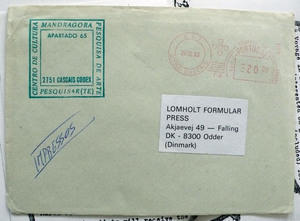 CENTRO DE CULTURA
MANDRAGORA
PESQUISA DE ARTE
PESQUISAR(TE)
APARTADO 65
2751 CASCAIS CODEX
LOMHOLT FORMULAR
PRESS
Akjaevej 49 — Falling
DK - 8300 Odder
(Dinmark)
IMPRESSOS